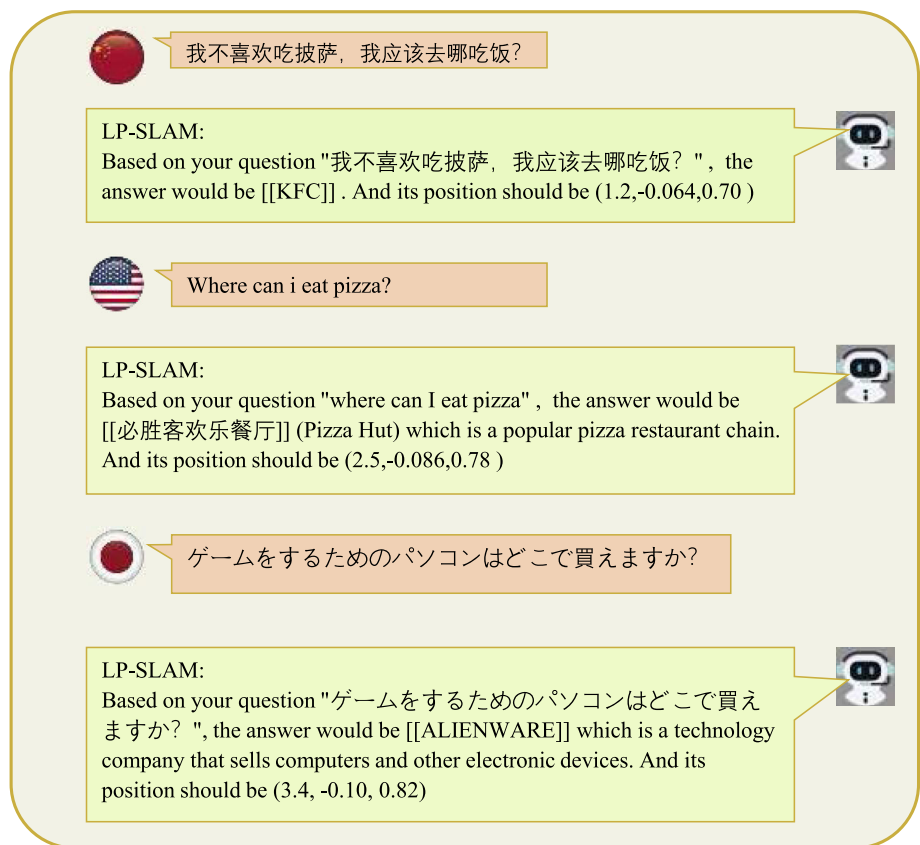 我不喜欢吃披萨，我应该去哪吃饭？
LP-SLAM:
Based on your question "我不喜欢吃披萨，我应该去哪吃饭？", the
answer would be [[KFC]] . And its position should be (1.2,-0.064,0.70 )
Where can i eat pizza?
LP-SLAM:
Based on your question "where can I eat pizza" , the answer would be
[[必胜客欢乐餐厅]] (Pizza Hut) which is a popular pizza restaurant chain.
And its position should be (2.5,-0.086,0.78 )
ゲームをするためのパソコンはどこで買えますか？
LP-SLAM:
Based on your question "ゲームをするためのパソコンはどこで買え
ますか？", the answer would be [[ALIENWARE]] which is a technology
company that sells computers and other electronic devices. And its
position should be (3.4, -0.10, 0.82)